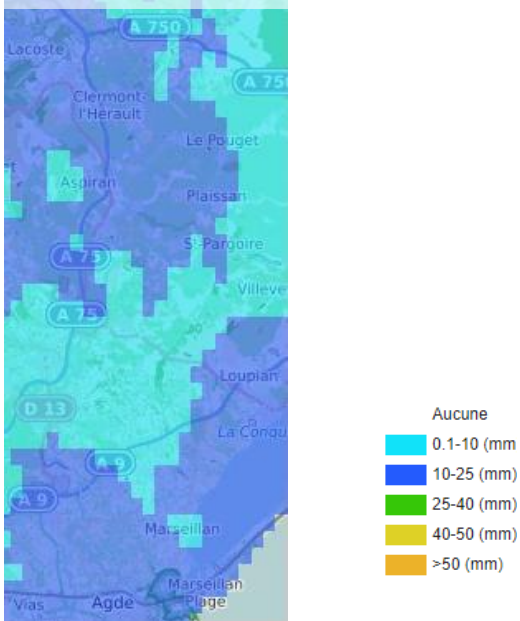 A 750
Lacoste
A 750
Clermont-
l'Hérault
Le Pouget
Aspiran
Plaissan
St-Pargoire
A 75
Villeve
A 75
Loupian
D 13
La Conqu
A 9
A 9
Marseillan
Marseillan
Plage
Agde
Vias
Aucune
0.1-10 (mm
10-25 (mm)
25-40 (mm)
40-50 (mm)
>50 (mm)